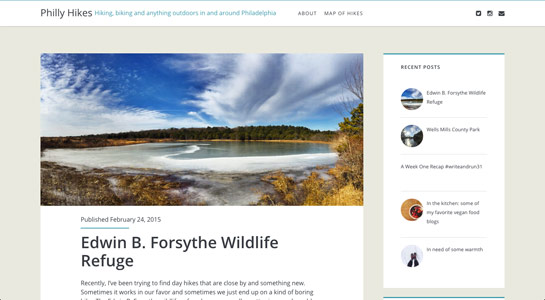 Philly Hikes Hiking, biking and anything outdoors in and around Philadelphia ABOUT MAP OF HIKES
Published February 24, 2015
Edwin B. Forsythe Wildlife
Refuge
Recently, I've been trying to find day hikes that are close by and something new.
Sometimes it works in our favor and sometimes we just end up on a kind of boring
RECENT POSTS
Edwin B. Forsythe Wildlife
Refuge
Wells Mills County Park
A Week One Recap #writeandrun31
In the kitchen: some of
my favorite vegan food
blogs
In need of some warmth